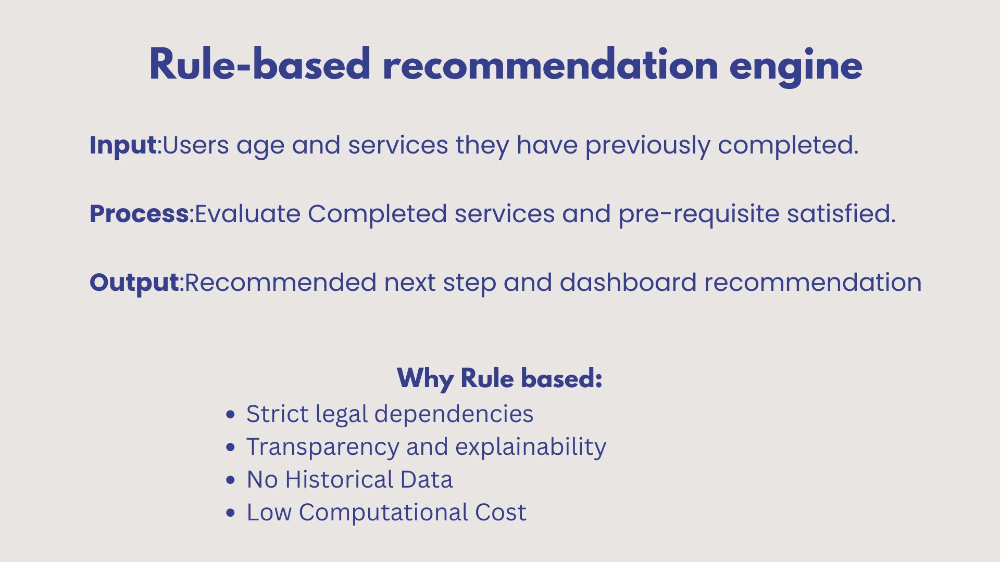 Rule-based recommendation engine
Input:Users age and services they have previously completed.
Process:Evaluate Completed services and pre-requisite satisfied.
Output:Recommended next step and dashboard recommendation
Why Rule based:
• Strict legal dependencies
• Transparency and explainability
• No Historical Data
• Low Computational Cost